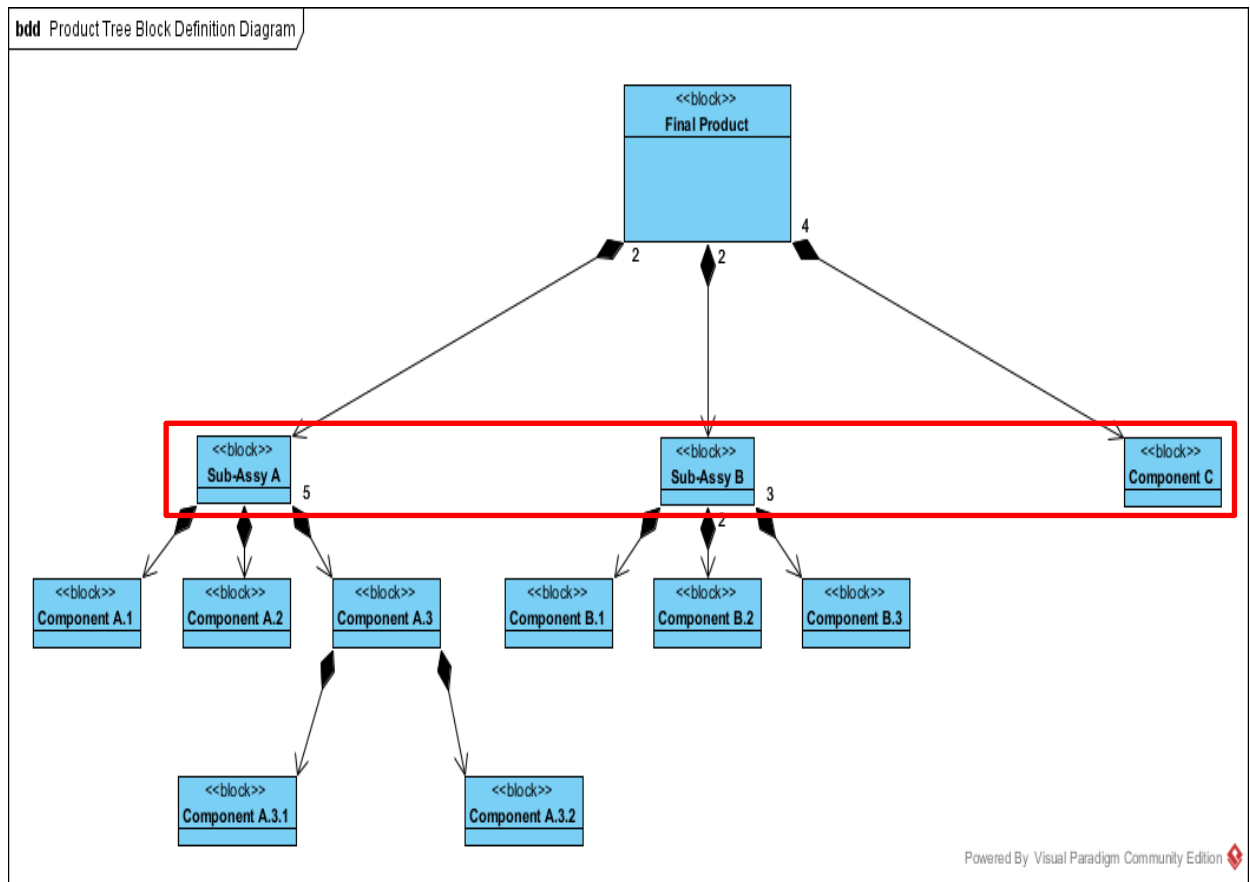 bdd Product Tree Block Definition Diagram
<<block>>
Final Product
2
2
4
<<block>>
Sub-Assy A
5
<<block>>
Sub-Assy B
2
3
<<block>>
Component C
<<block>>
Component A.1
<<block>>
Component A.2
<<block>>
Component A.3
<<block>>
Component B.1
<<block>>
Component B.2
<<block>>
Component B.3
<<block>>
Component A.3.1
<<block>>
Component A.3.2
Powered By Visual Paradigm Community Edition